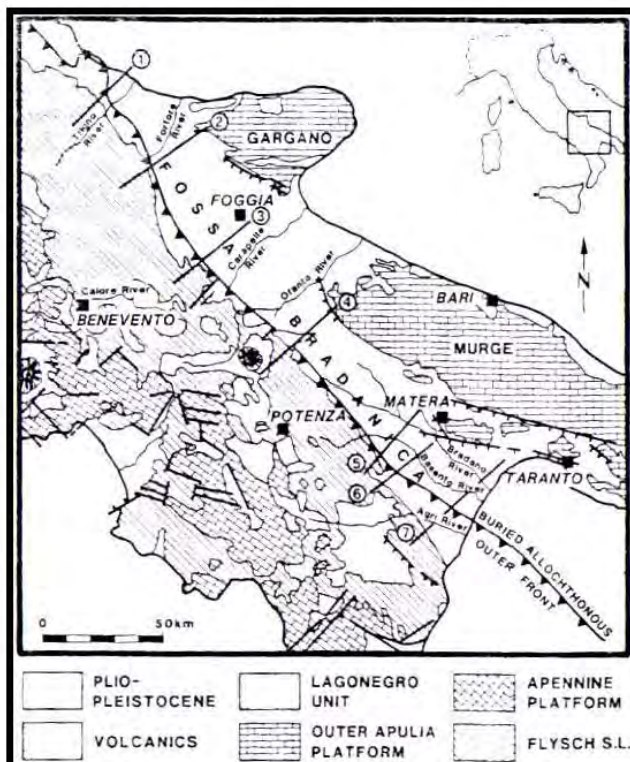 1
Trigno River
Fortore River
2
GARGANO
FOSSA
FOGGIA
3
Carapelle River
Ofanto River
Calore River
4
BARI
BENEVENTO
BRADANICA
MURGE
POTENZA
MATERA
5
Bradano River
Basento River
6
TARANTO
Agri River
7
BURIED ALLOCHTHONOUS
OUTER FRONT
N
0 50km
PLIO-PLEISTOCENE
LAGONEGRO UNIT
APENNINE PLATFORM
VOLCANICS
OUTER APULIA PLATFORM
FLYSCH S.L.